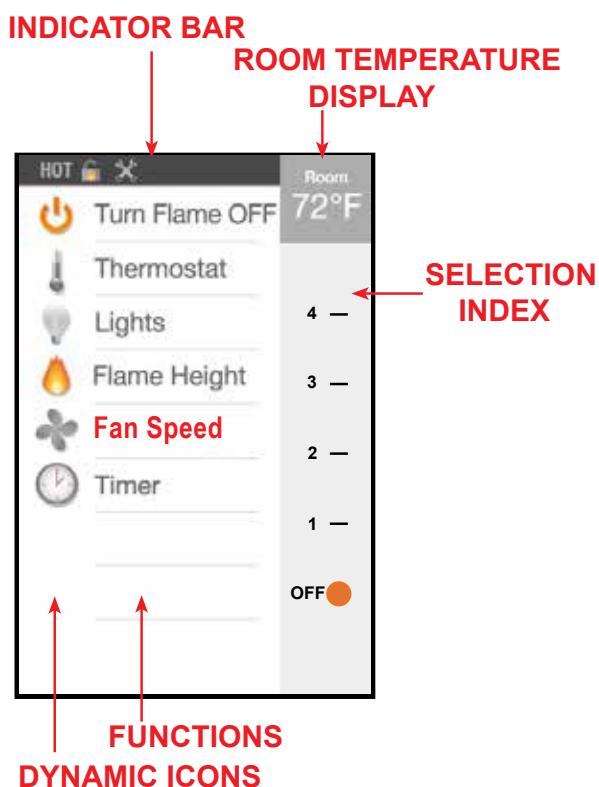 INDICATOR BAR
ROOM TEMPERATURE
DISPLAY
HOT
Room
72°F
Turn Flame OFF
Thermostat
Lights
Flame Height
Fan Speed
Timer
SELECTION
INDEX
4
3
2
1
OFF
FUNCTIONS
DYNAMIC ICONS